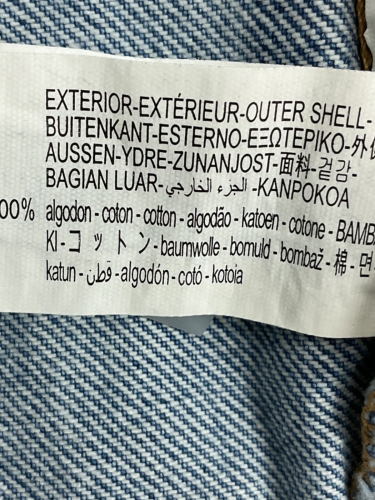 EXTERIOR-EXTÉRIEUR-OUTER SHELL-
BUITENKANT-ESTERNO-ΕΞΩΤΕΡΙΚΟ-外側
AUSSEN-YDRE-ZUNANJOST-面料-겉감-
BAGIAN LUAR-الجزء الخارجي-KANPOKOA
00% algodon-coton-cotton-algodão-katoen-cotone-BAMBA
KI-コットン-baumwolle-bomuld-bombaž-棉-면
katun-قطن-algodón-cotó-kotoia